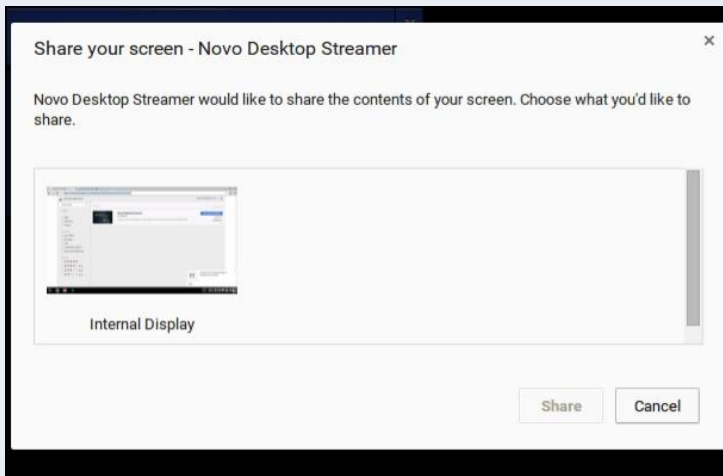 Share your screen - Novo Desktop Streamer
Novo Desktop Streamer would like to share the contents of your screen. Choose what you'd like to
share.
Internal Display
Share
Cancel